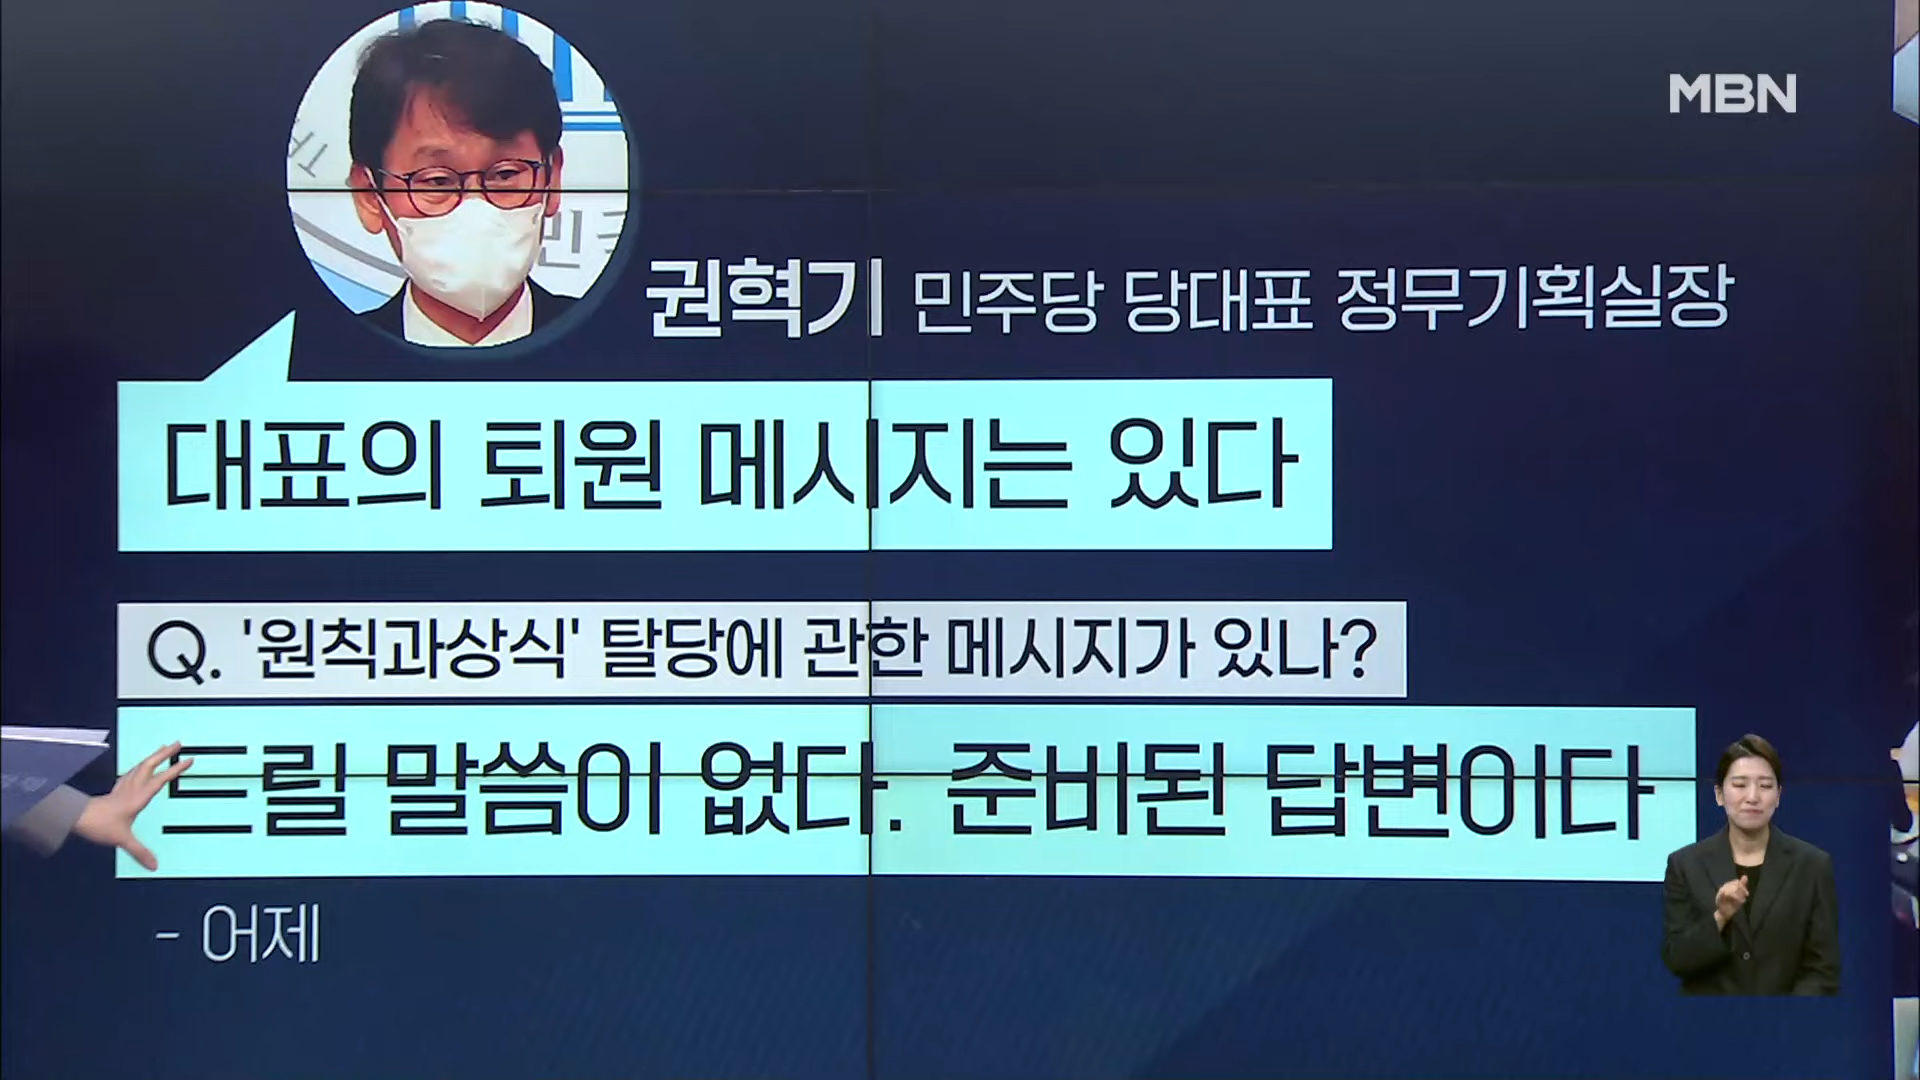 MBN
권혁기 민주당 당대표 정무기획실장
대표의 퇴원 메시지는 있다
Q. '원칙과상식' 탈당에 관한 메시지가 있나?
드릴 말씀이 없다. 준비된 답변이다
- 어제